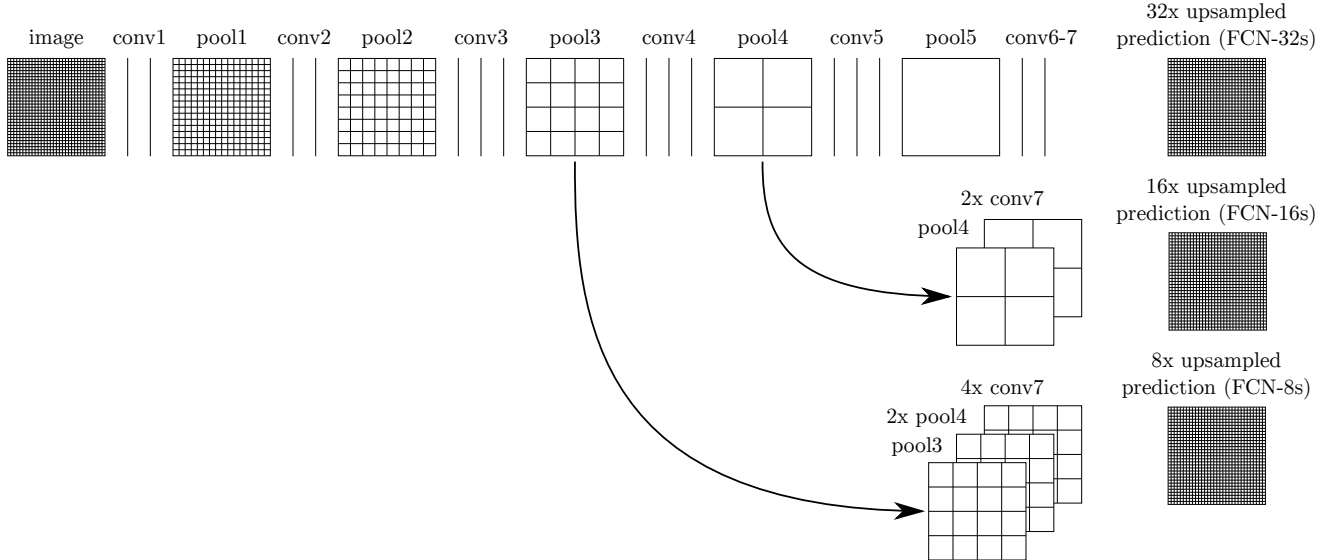 image
conv1
pool1
conv2
pool2
conv3
pool3
conv4
pool4
conv5
pool5
conv6-7
32x upsampled
prediction (FCN-32s)
2x conv7
pool4
16x upsampled
prediction (FCN-16s)
4x conv7
2x pool4
pool3
8x upsampled
prediction (FCN-8s)